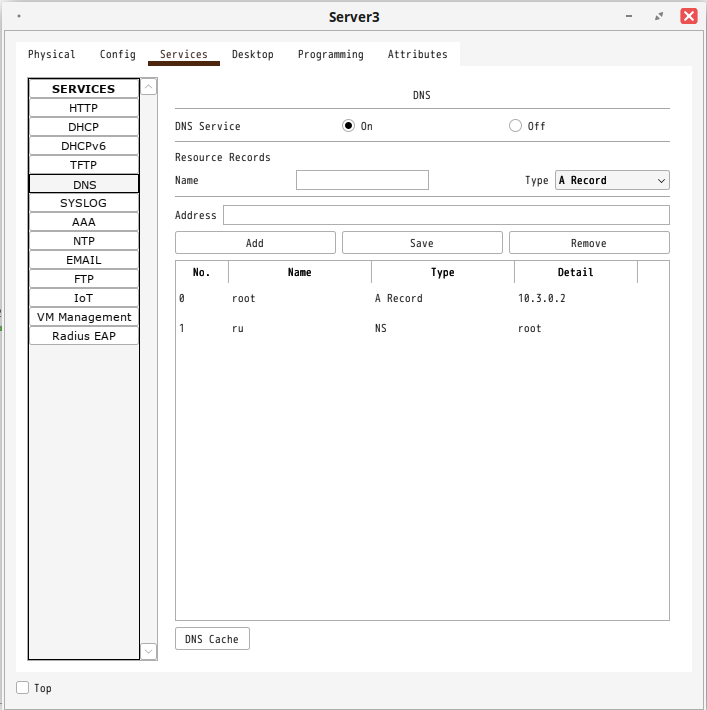 Server3
Physical Config Services Desktop Programming Attributes
SERVICES
HTTP
DHCP
DHCPv6
TFTP
DNS
SYSLOG
AAA
NTP
EMAIL
FTP
IoT
VM Management
Radius EAP
DNS
DNS Service On Off
Resource Records
Name Type A Record
Address
Add Save Remove
No. Name Type Detail
0 root A Record 10.3.0.2
1 ru NS root
DNS Cache
Top